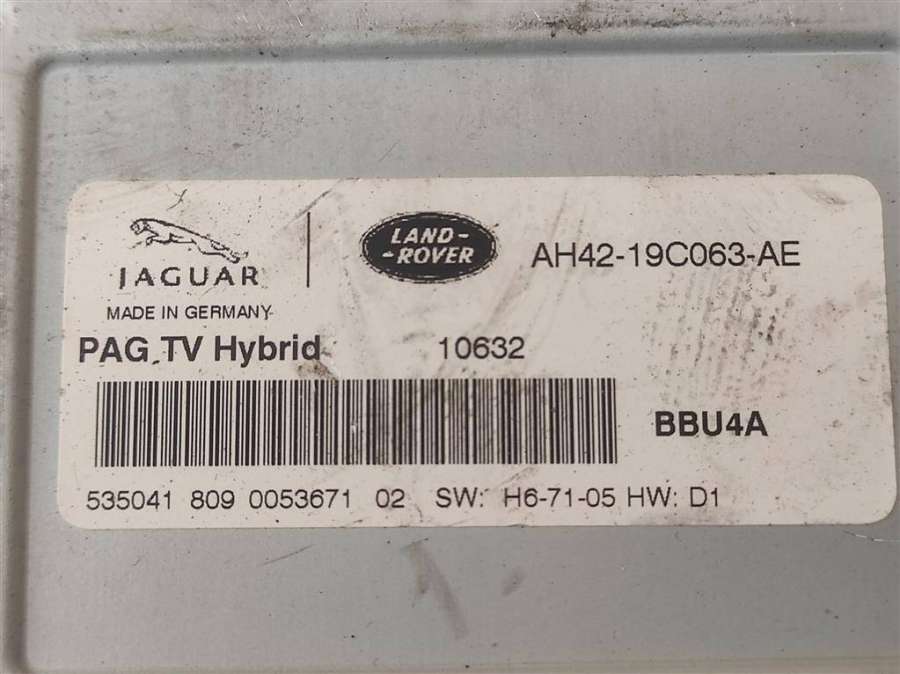 JAGUAR
LAND-
-ROVER
AH42-19C063-AE
MADE IN GERMANY
PAG TV Hybrid 10632
BBU4A
535041 809 0053671 02 SW: H6-71-05 HW: D1